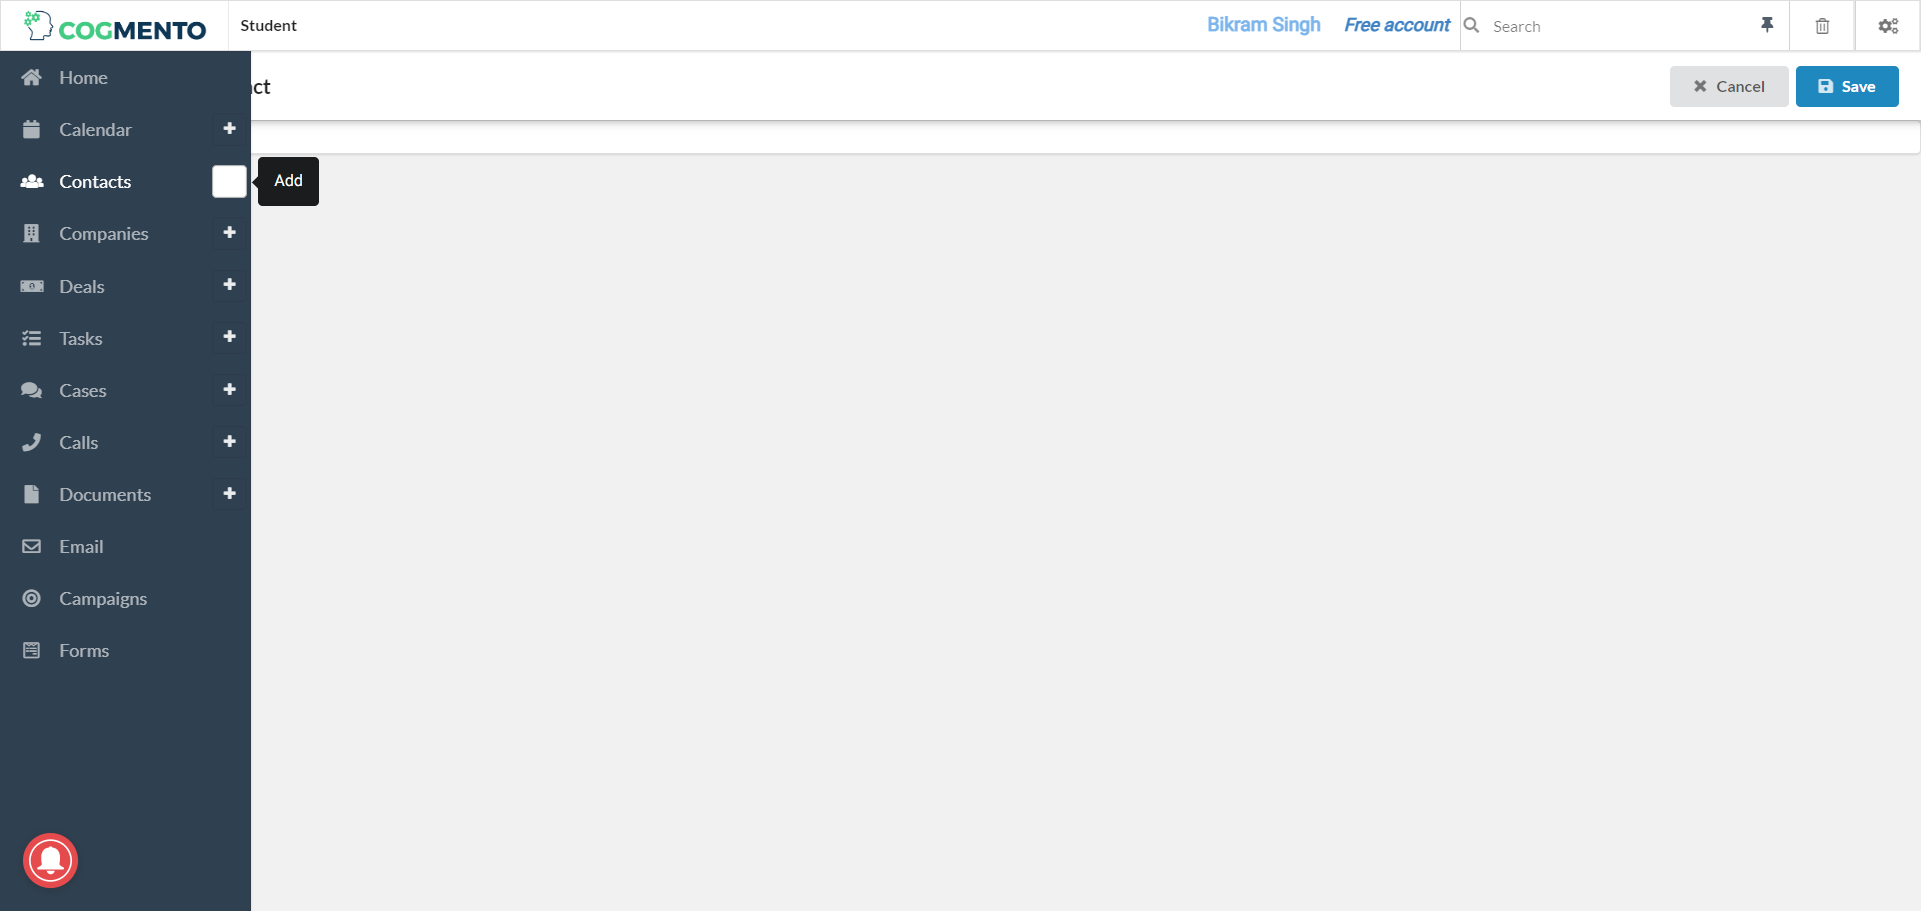 COGMENTO
Student
Bikram Singh
Free account
Search
Home
ct
Cancel
Save
Calendar
Contacts
Add
Companies
Deals
Tasks
Cases
Calls
Documents
Email
Campaigns
Forms